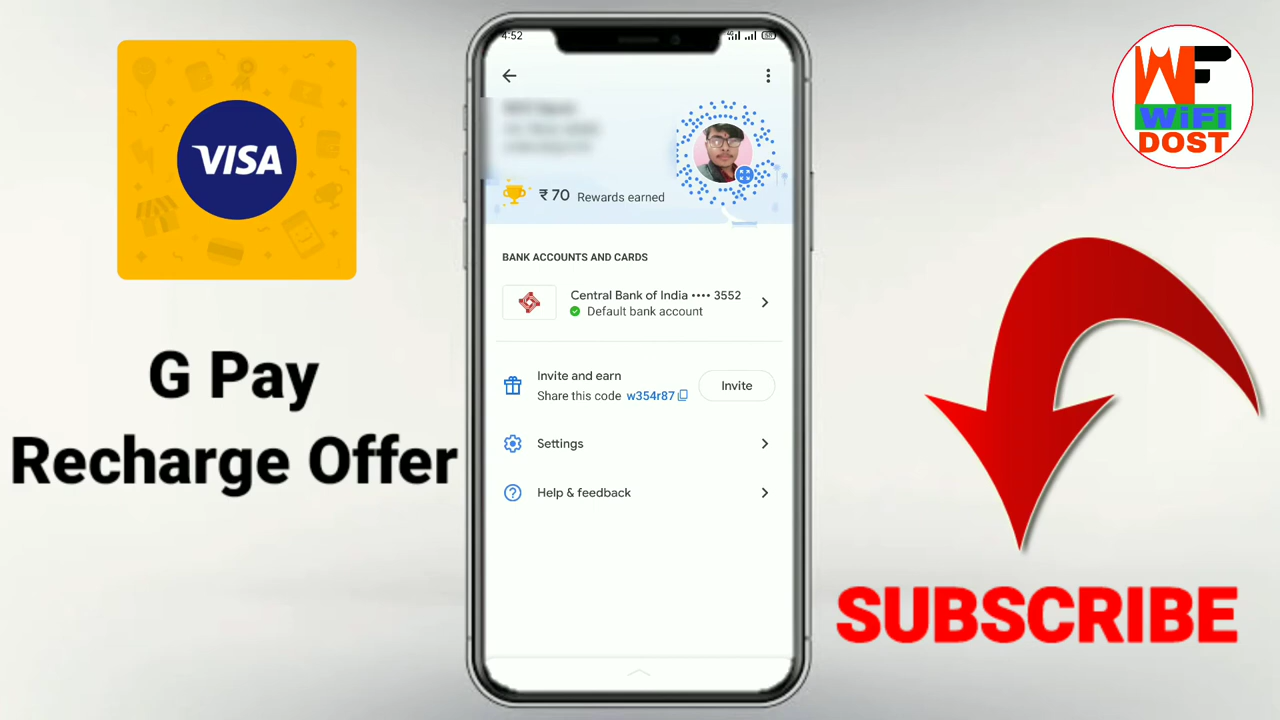 VISA
G Pay
Recharge Offer
4:52
₹ 70 Rewards earned
BANK ACCOUNTS AND CARDS
Central Bank of India •••• 3552
Default bank account
Invite and earn
Share this code w354r87
Invite
Settings
Help & feedback
WF
WiFi
DOST
SUBSCRIBE